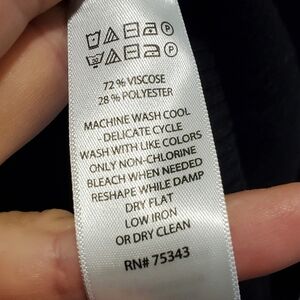 72 % VISCOSE
28 % POLYESTER
MACHINE WASH COOL
- DELICATE CYCLE
WASH WITH LIKE COLORS
ONLY NON-CHLORINE
BLEACH WHEN NEEDED
RESHAPE WHILE DAMP
DRY FLAT
LOW IRON
OR DRY CLEAN
RN# 75343